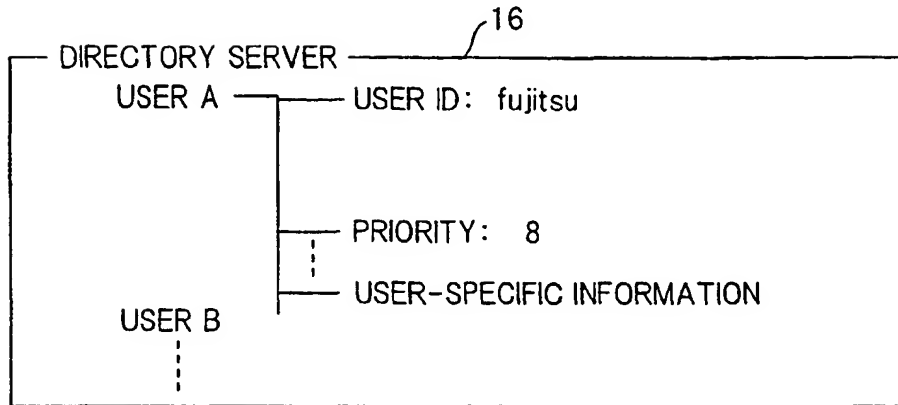 16
DIRECTORY SERVER
USER A
USER ID: fujitsu
PRIORITY: 8
USER-SPECIFIC INFORMATION
USER B